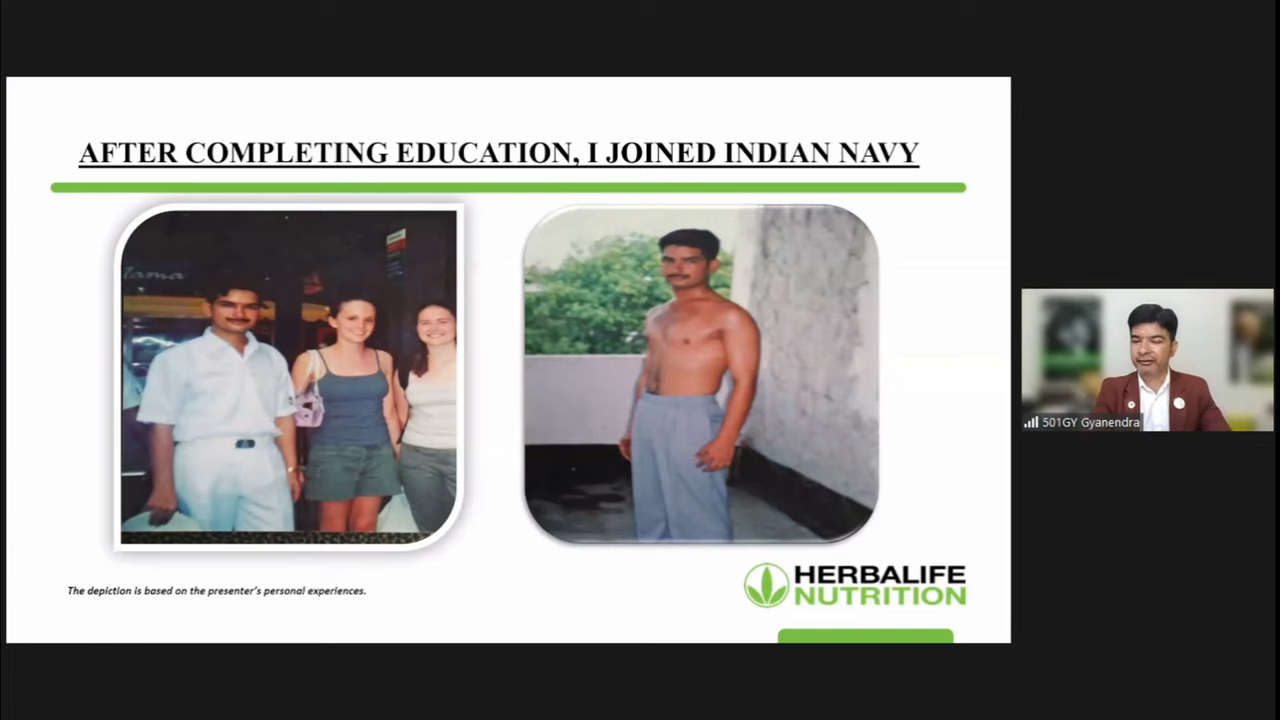 AFTER COMPLETING EDUCATION, I JOINED INDIAN NAVY
The depiction is based on the presenter's personal experiences.
HERBALIFE
NUTRITION
501GY Gyanendra